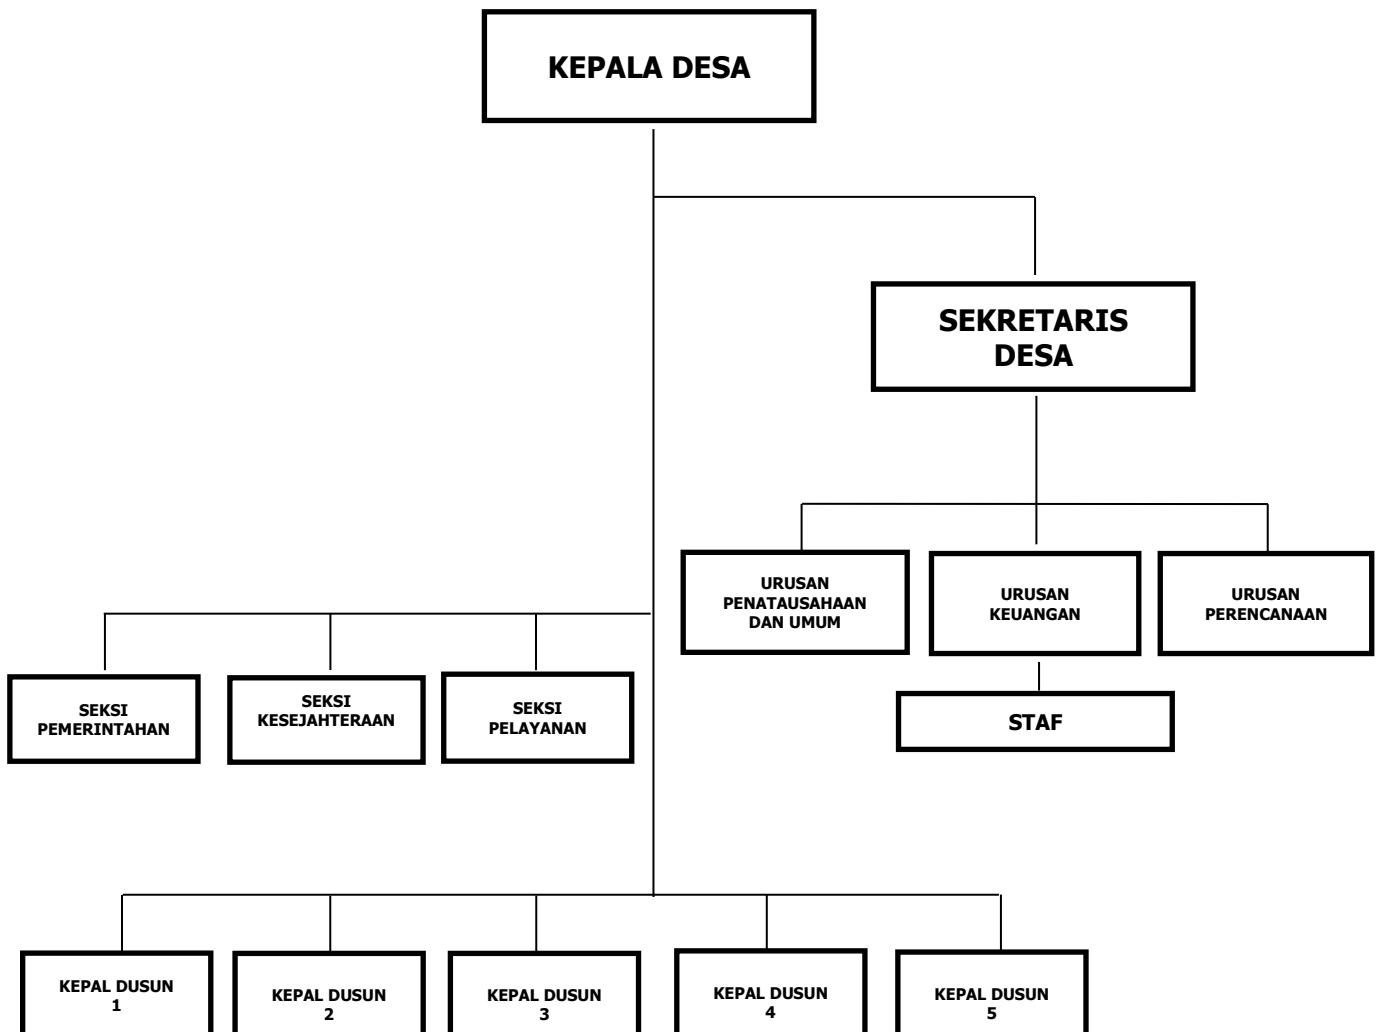 KEPALA DESA
SEKRETARIS
DESA
URUSAN
PENATAUSAHAAN
DAN UMUM
URUSAN
KEUANGAN
URUSAN
PERENCANAAN
SEKSI
PEMERINTAHAN
SEKSI
KESEJAHTERAAN
SEKSI
PELAYANAN
STAF
KEPAL DUSUN
1
KEPAL DUSUN
2
KEPAL DUSUN
3
KEPAL DUSUN
4
KEPAL DUSUN
5